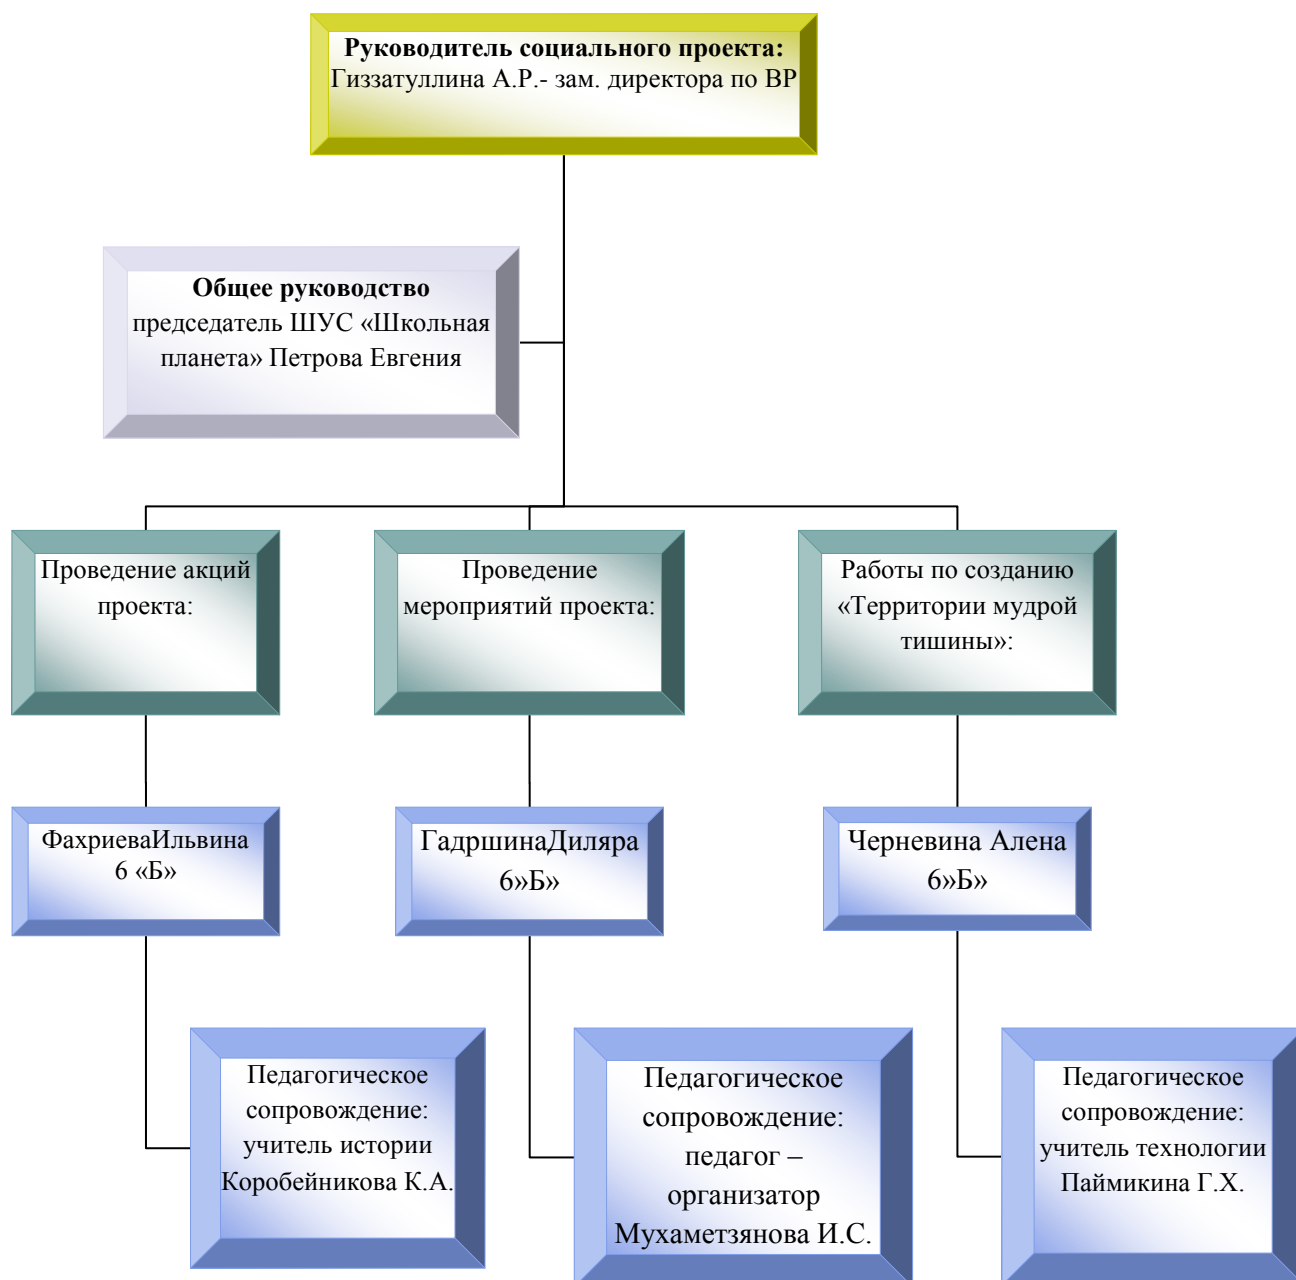 Руководитель социального проекта:
Гиззатуллина А.Р.- зам. директора по ВР
Общее руководство
председатель ШУС «Школьная
планета» Петрова Евгения
Проведение акций
проекта:
Проведение
мероприятий проекта:
Работы по созданию
«Территории мудрой
тишины»:
ФахриеваИльвина
6 «Б»
ГадршинаДиляра
6»Б»
Черневина Алена
6»Б»
Педагогическое
сопровождение:
учитель истории
Коробейникова К.А.
Педагогическое
сопровождение:
педагог –
организатор
Мухаметзянова И.С.
Педагогическое
сопровождение:
учитель технологии
Паймикина Г.Х.